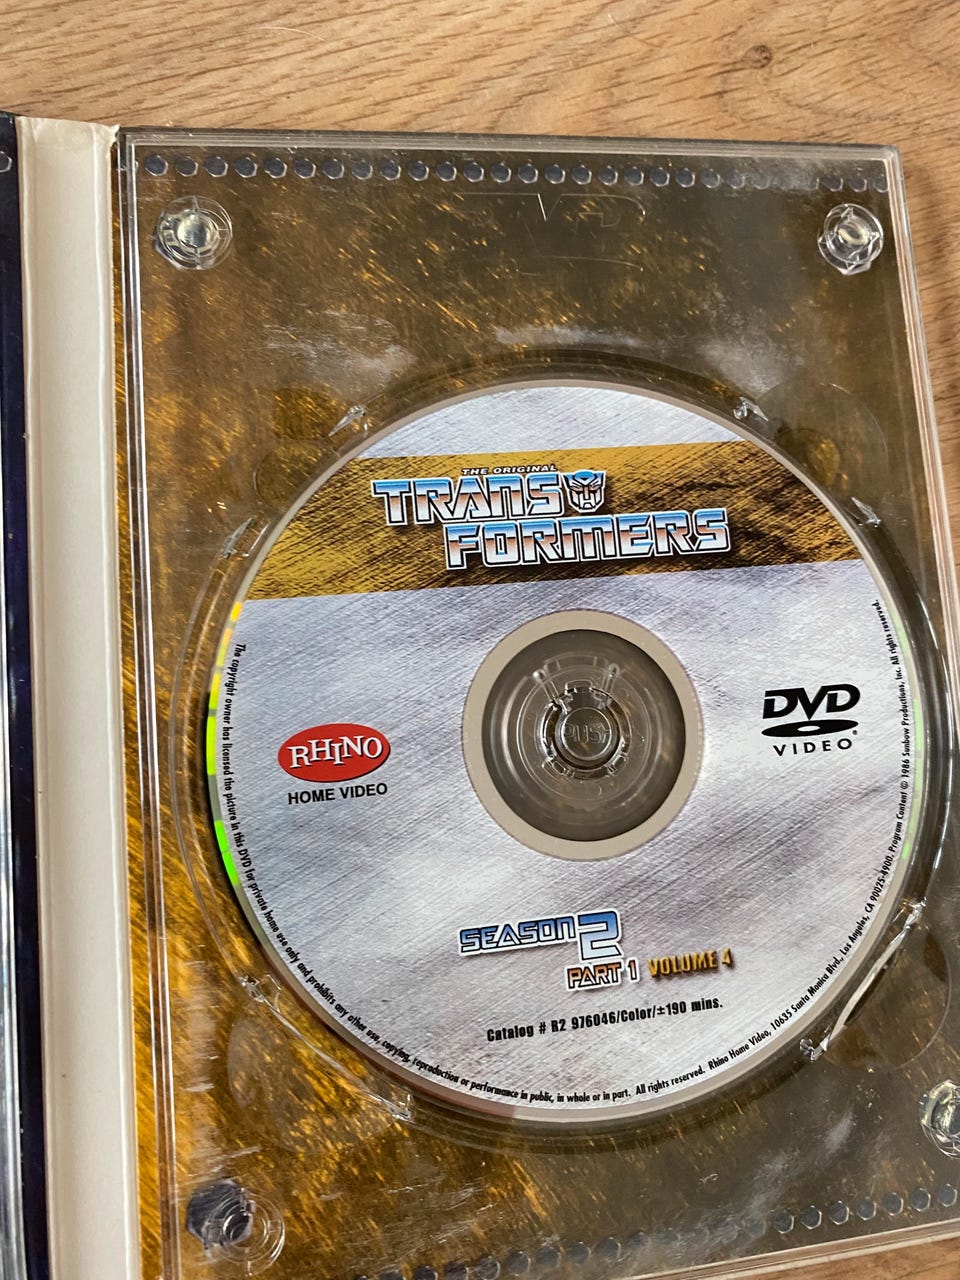 THE ORIGINAL
TRANS
FORMERS
RHINO
HOME VIDEO
PUSH
DVD
VIDEO
SEASON 2
PART 1 VOLUME 4
Catalog # R2 976046/Color/±190 mins.
The copyright owner has licensed the picture in this DVD for private home use only and prohibits any other use, copying, reproduction or performance in public, in whole or in part. All rights reserved. Rhino Home Video, 10635 Santa Monica Blvd., Los Angeles, CA 90025-4900. Program Content © 1986 Sunbow Productions, Inc. All rights reserved.